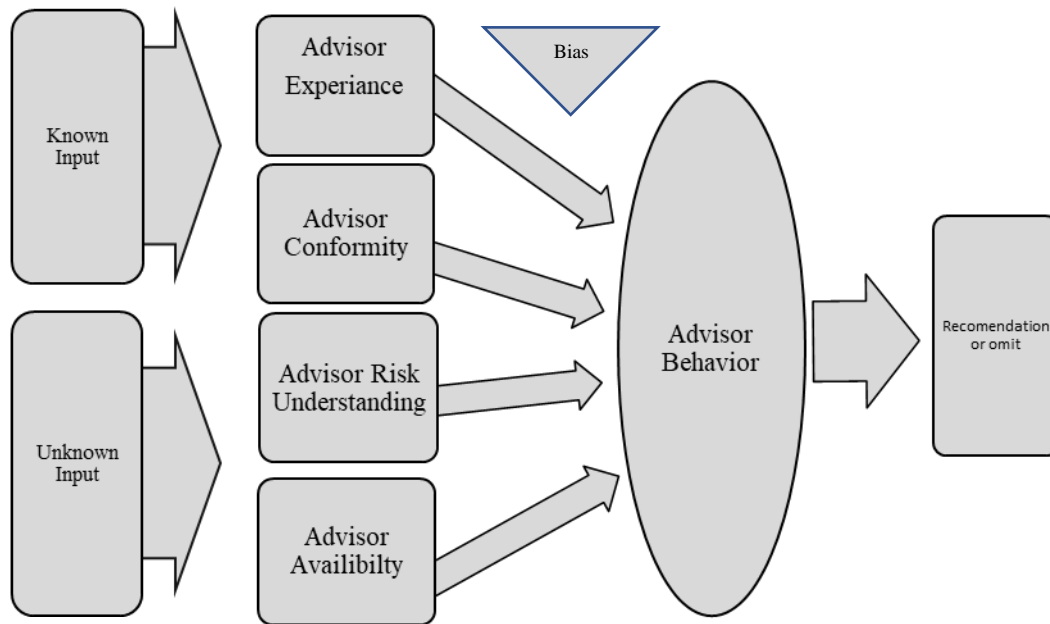 Known
Input
Unknown
Input
Advisor
Experiance
Advisor
Conformity
Advisor Risk
Understanding
Advisor
Availibilty
Bias
Advisor
Behavior
Recomendation
or omit